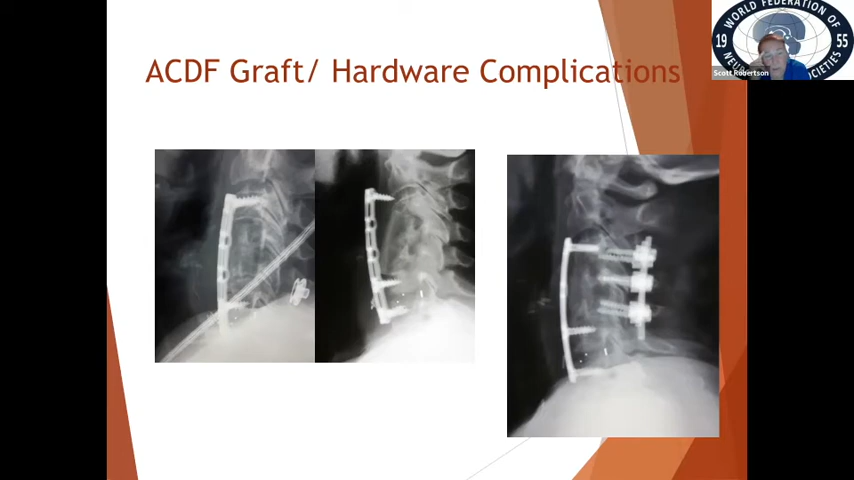 ACDF Graft/ Hardware Complications
WORLD FEDERATION OF
19 55
Scott Robertson